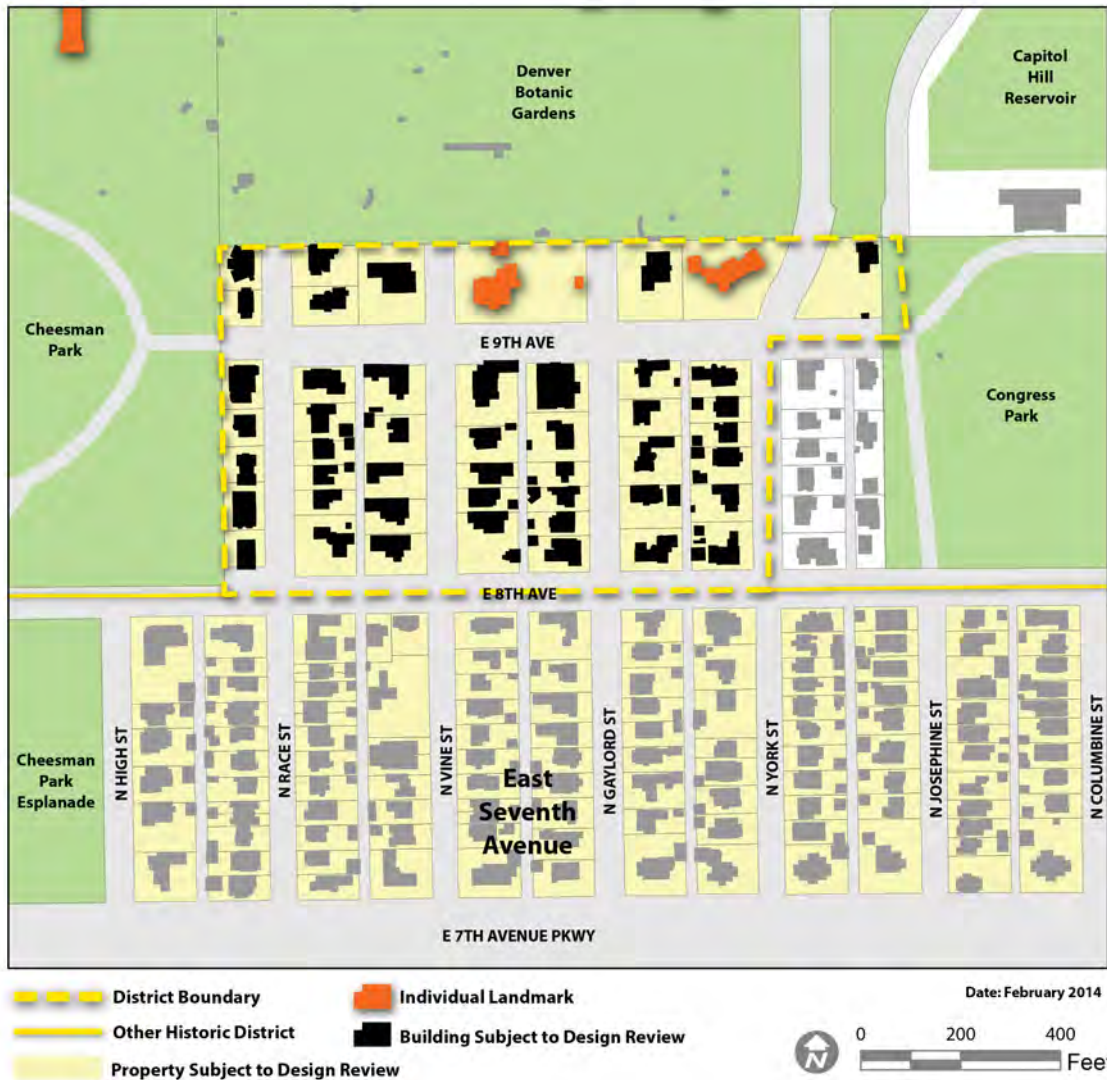 Denver
Botanic
Gardens
Capitol
Hill
Reservoir
Cheesman
Park
E 9TH AVE
Congress
Park
E 8TH AVE
Cheesman
Park
Esplanade
N HIGH ST
N RACE ST
N VINE ST
East
Seventh
Avenue
N GAYLORD ST
N YORK ST
N JOSEPHINE ST
N COLUMBINE ST
E 7TH AVENUE PKWY
District Boundary
Individual Landmark
Date: February 2014
Other Historic District
Building Subject to Design Review
Property Subject to Design Review
N
0 200 400
Feet